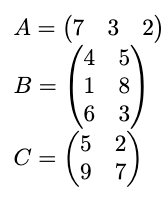 A = (7 3 2)
B = (4 5
1 8
6 3)
C = (5 2
9 7)